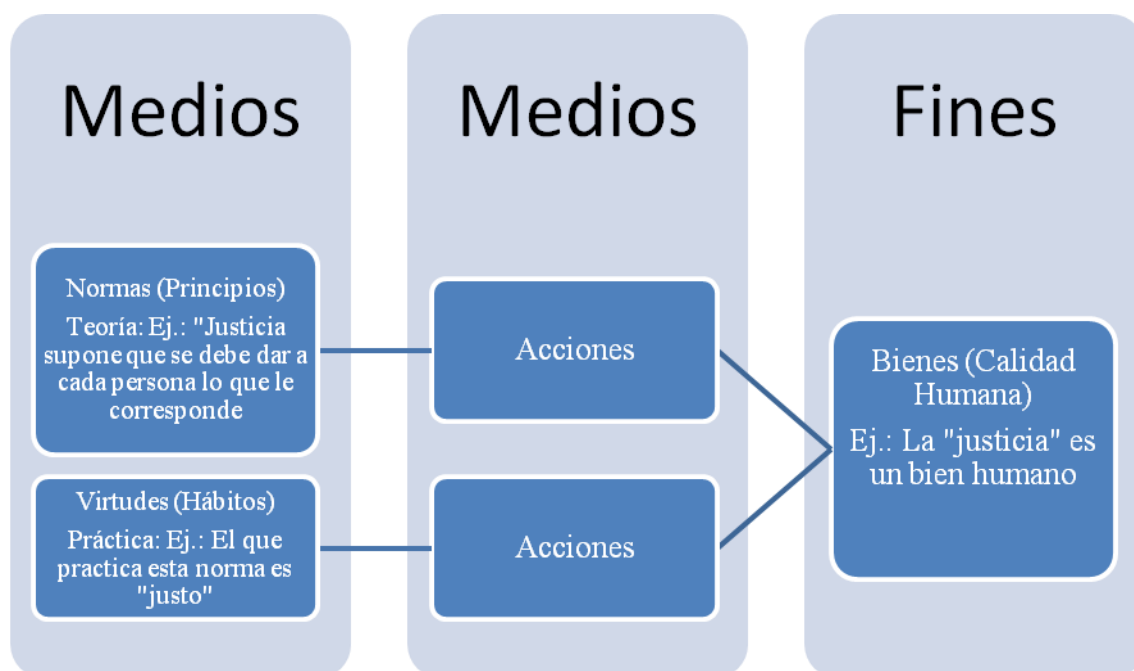 Medios
Normas (Principios)
Teoría: Ej.: "Justicia
supone que se debe dar a
cada persona lo que le
corresponde
Virtudes (Hábitos)
Práctica: Ej.: El que
practica esta norma es
"justo"
Medios
Acciones
Acciones
Fines
Bienes (Calidad
Humana)
Ej.: La "justicia" es
un bien humano